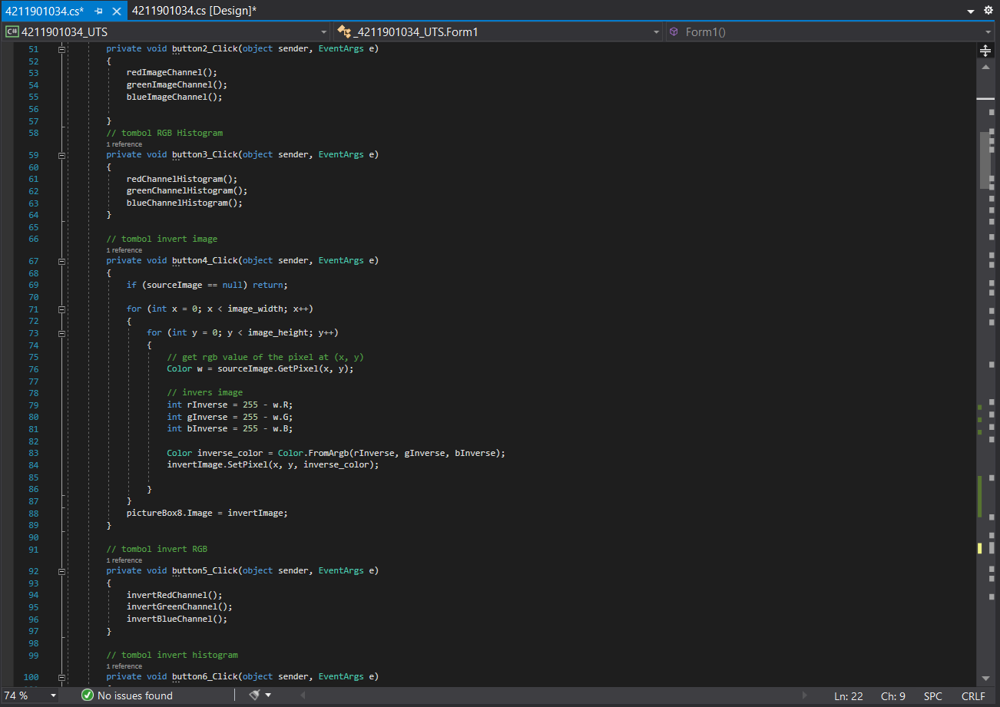 4211901034.cs* 4211901034.cs [Design]*
C# 4211901034_UTS _4211901034_UTS.Form1 Form1()
51 private void button2_Click(object sender, EventArgs e)
52 {
53 redImageChannel();
54 greenImageChannel();
55 blueImageChannel();
56
57 }
58 // tombol RGB Histogram
1 reference
59 private void button3_Click(object sender, EventArgs e)
60 {
61 redChannelHistogram();
62 greenChannelHistogram();
63 blueChannelHistogram();
64 }
65
66 // tombol invert image
1 reference
67 private void button4_Click(object sender, EventArgs e)
68 {
69 if (sourceImage == null) return;
70
71 for (int x = 0; x < image_width; x++)
72 {
73 for (int y = 0; y < image_height; y++)
74 {
75 // get rgb value of the pixel at (x, y)
76 Color w = sourceImage.GetPixel(x, y);
77
78 // invers image
79 int rInverse = 255 - w.R;
80 int gInverse = 255 - w.G;
81 int bInverse = 255 - w.B;
82
83 Color inverse_color = Color.FromArgb(rInverse, gInverse, bInverse);
84 invertImage.SetPixel(x, y, inverse_color);
85
86 }
87 }
88 pictureBox8.Image = invertImage;
89 }
90
91 // tombol invert RGB
1 reference
92 private void button5_Click(object sender, EventArgs e)
93 {
94 invertRedChannel();
95 invertGreenChannel();
96 invertBlueChannel();
97 }
98
99 // tombol invert histogram
1 reference
100 private void button6_Click(object sender, EventArgs e)
74 % No issues found Ln: 22 Ch: 9 SPC CRLF